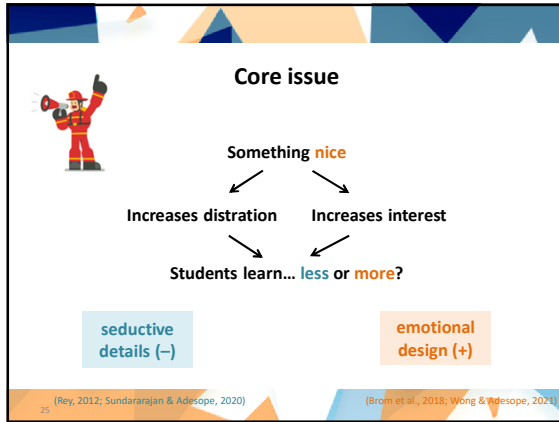 Core issue
Something nice
Increases distration
Increases interest
Students learn... less or more?
seductive
details (–)
emotional
design (+)
(Rey, 2012; Sundararajan & Adesope, 2020)
(Brom et al., 2018; Wong & Adesope, 2021)
25